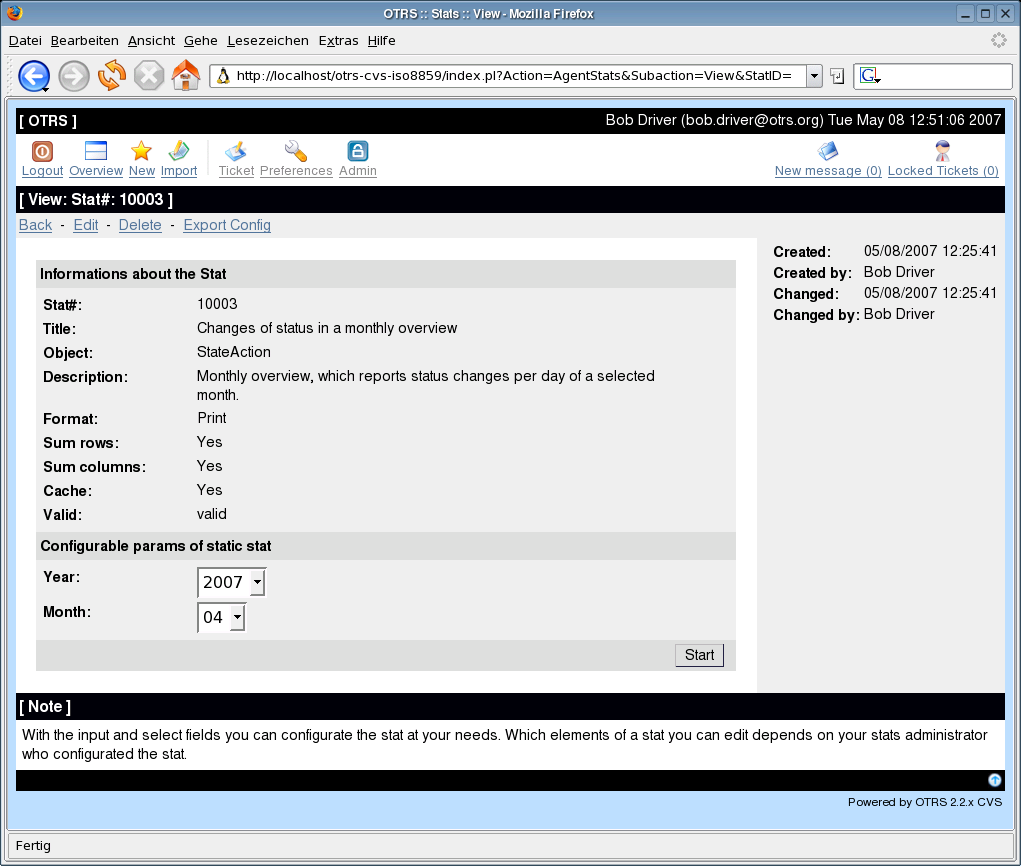 OTRS :: Stats :: View - Mozilla Firefox
Datei Bearbeiten Ansicht Gehe Lesezeichen Extras Hilfe
http://localhost/otrs-cvs-iso8859/index.pl?Action=AgentStats&Subaction=View&StatID=
G
[ OTRS ] Bob Driver (bob.driver@otrs.org) Tue May 08 12:51:06 2007
Logout Overview New Import Ticket Preferences Admin New message (0) Locked Tickets (0)
[ View: Stat#: 10003 ]
Back - Edit - Delete - Export Config
Informations about the Stat
Stat#: 10003
Title: Changes of status in a monthly overview
Object: StateAction
Description: Monthly overview, which reports status changes per day of a selected
month.
Format: Print
Sum rows: Yes
Sum columns: Yes
Cache: Yes
Valid: valid
Configurable params of static stat
Year: 2007
Month: 04
Start
Created: 05/08/2007 12:25:41
Created by: Bob Driver
Changed: 05/08/2007 12:25:41
Changed by: Bob Driver
[ Note ]
With the input and select fields you can configurate the stat at your needs. Which elements of a stat you can edit depends on your stats administrator
who configurated the stat.
Powered by OTRS 2.2.x CVS
Fertig